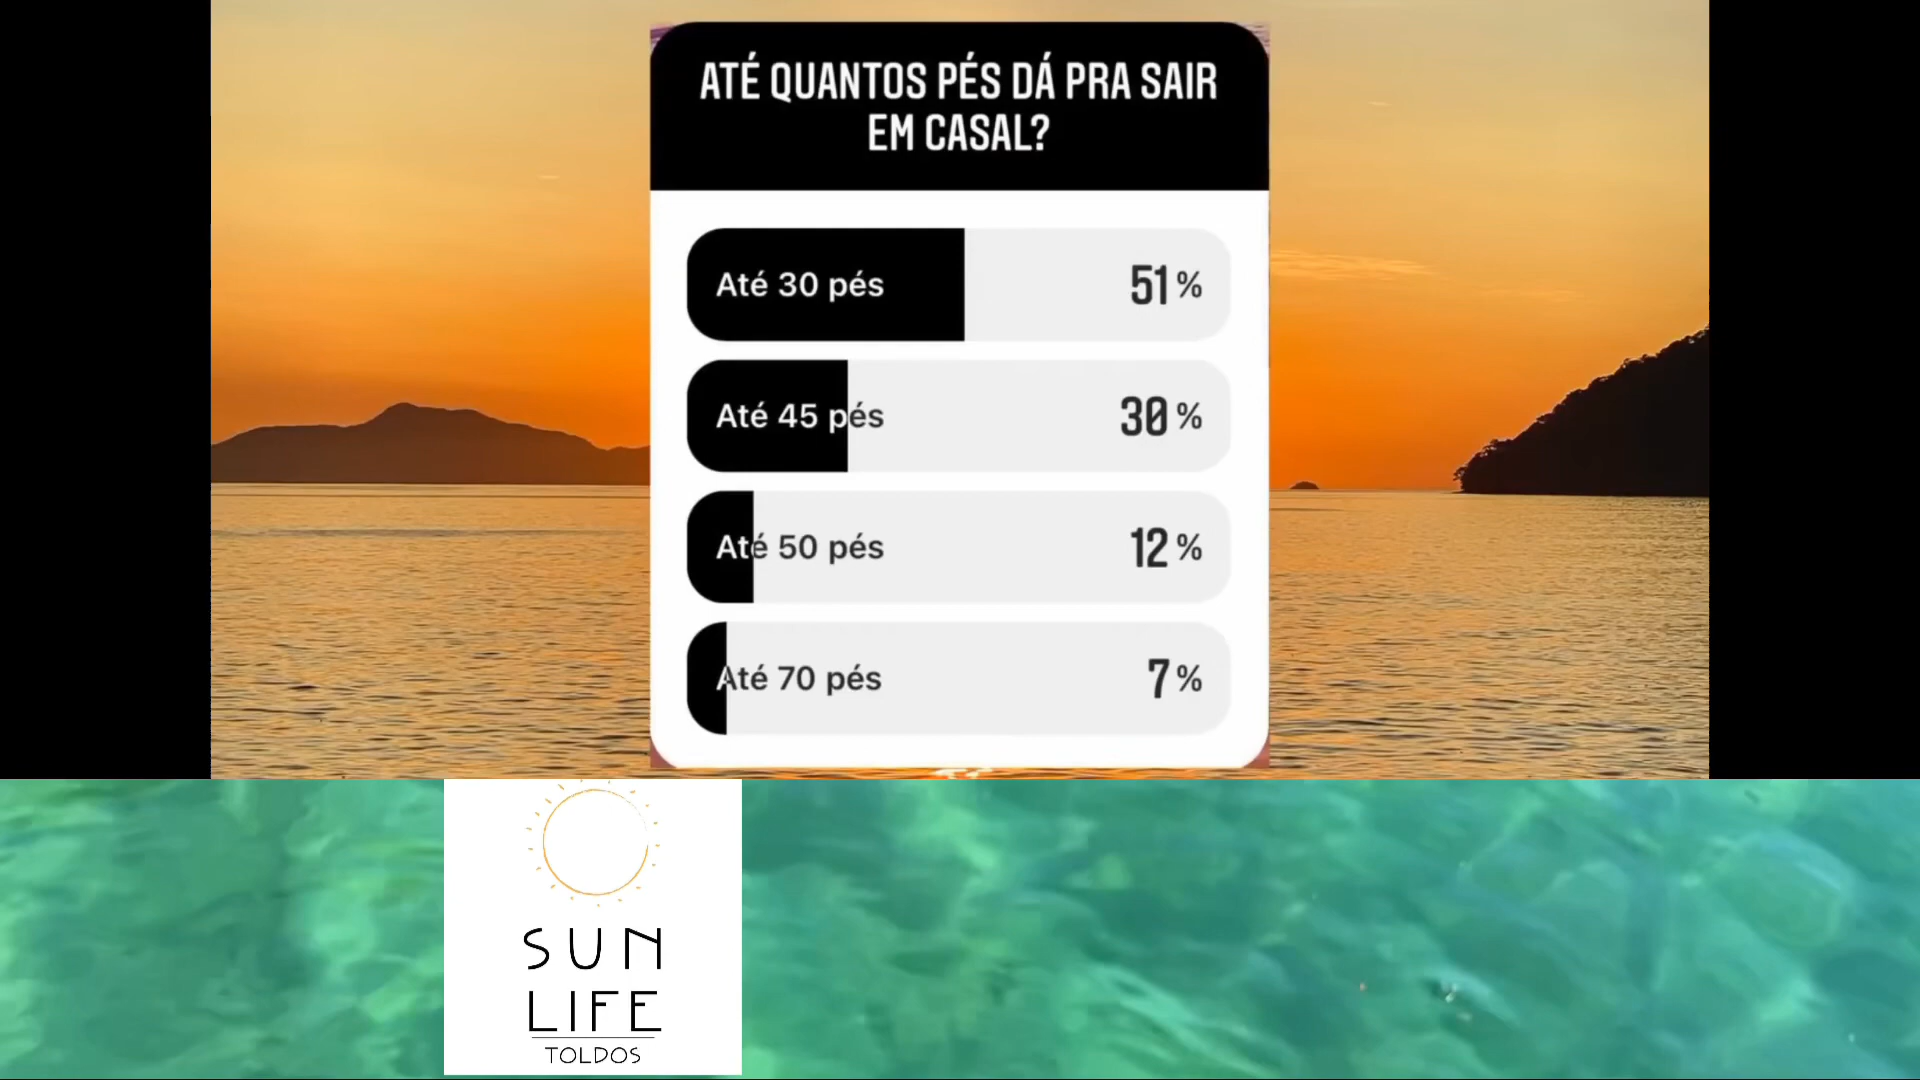 ATÉ QUANTOS PÉS DÁ PRA SAIR
EM CASAL?
Até 30 pés 51%
Até 45 pés 30%
Até 50 pés 12%
Até 70 pés 7%
SUN
LIFE
TOLDOS